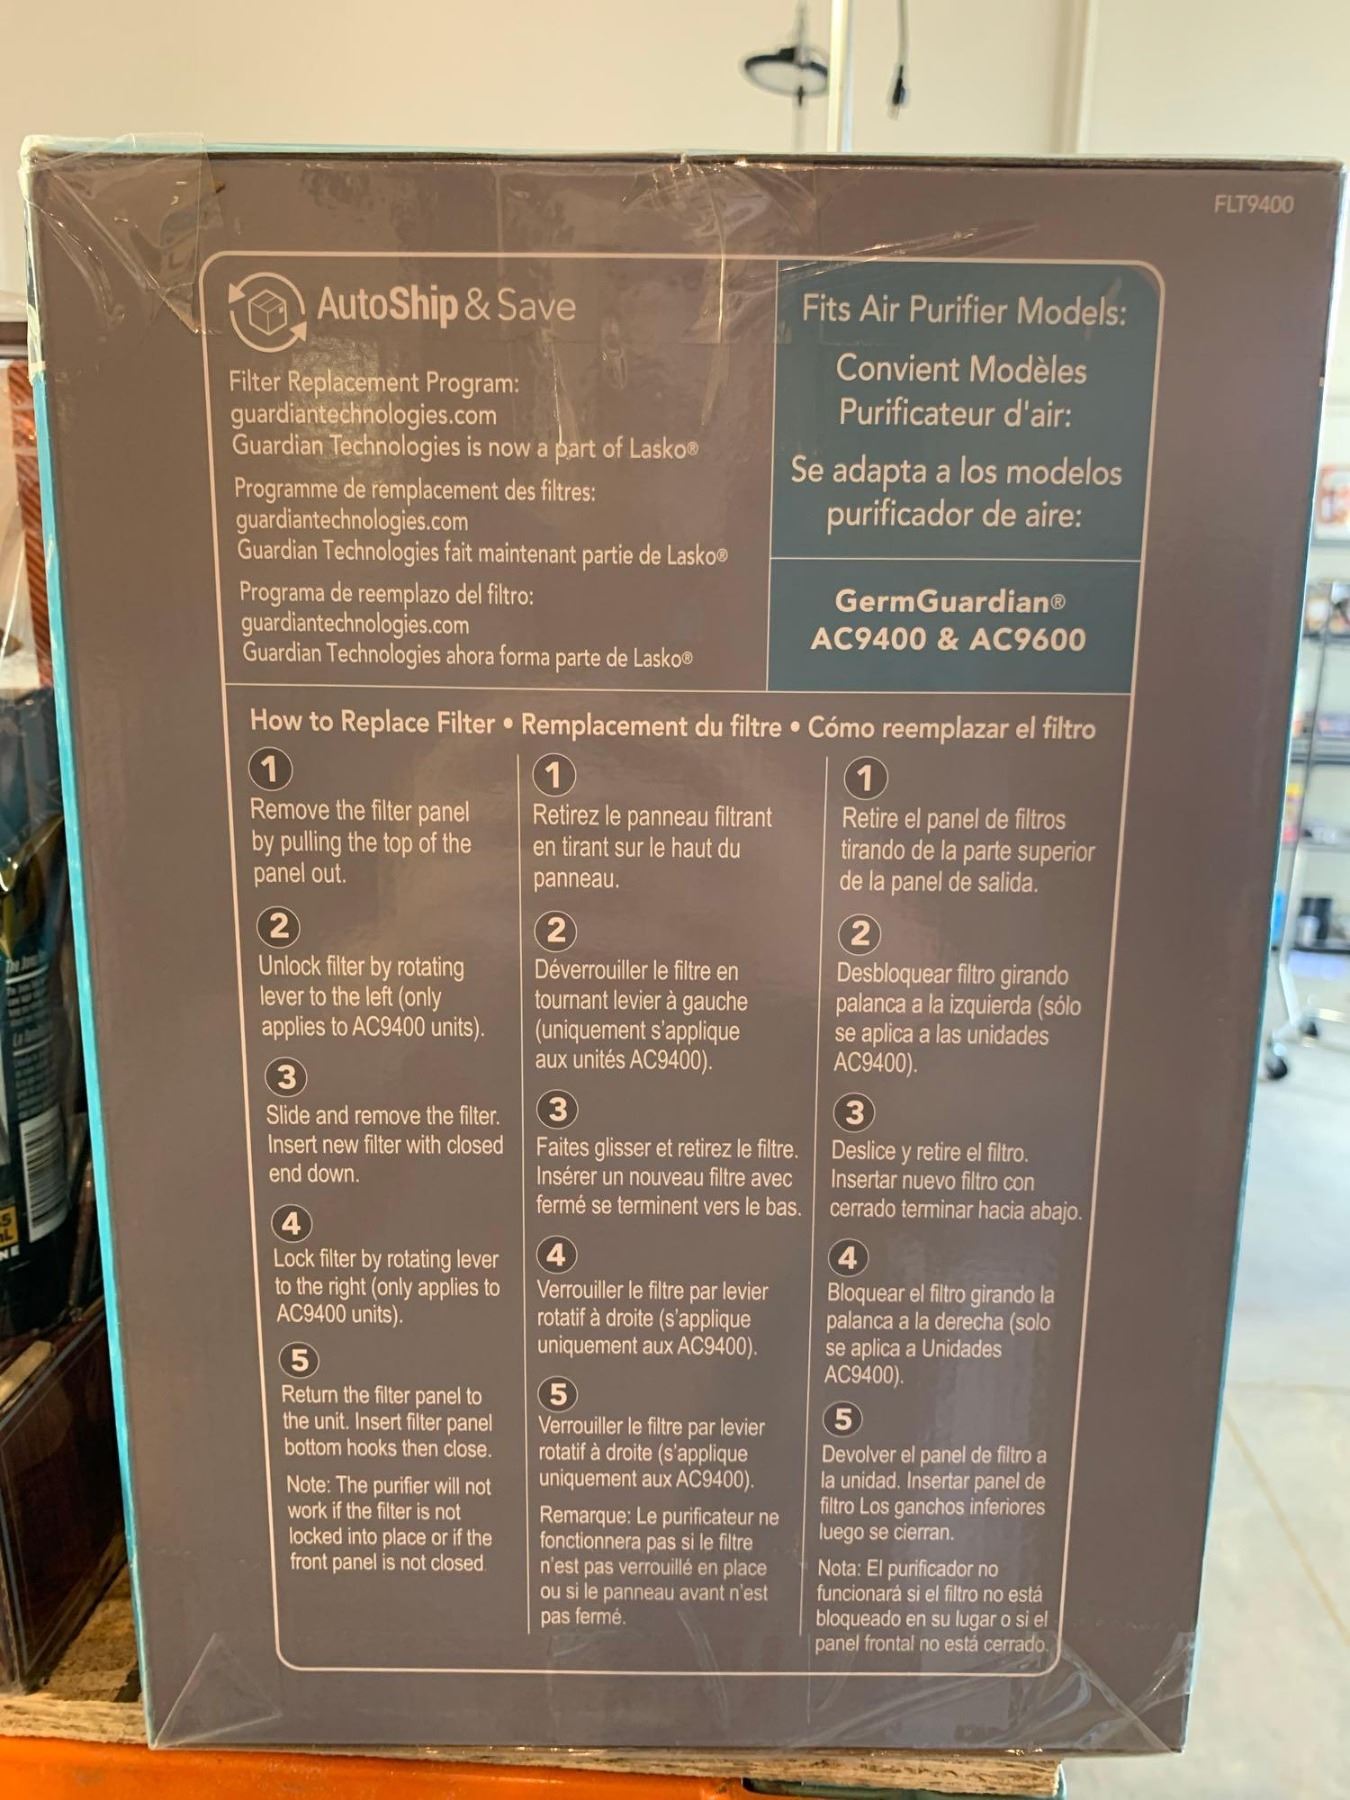 FLT9400
AutoShip & Save
Filter Replacement Program:
guardiantechnologies.com
Guardian Technologies is now a part of Lasko®
Programme de remplacement des filtres:
guardiantechnologies.com
Guardian Technologies fait maintenant partie de Lasko®
Programa de reemplazo del filtro:
guardiantechnologies.com
Guardian Technologies ahora forma parte de Lasko®
Fits Air Purifier Models:
Convient Modèles
Purificateur d'air:
Se adapta a los modelos
purificador de aire:
GermGuardian®
AC9400 & AC9600
How to Replace Filter • Remplacement du filtre • Cómo reemplazar el filtro
1
Remove the filter panel
by pulling the top of the
panel out.
2
Unlock filter by rotating
lever to the left (only
applies to AC9400 units).
3
Slide and remove the filter.
Insert new filter with closed
end down.
4
Lock filter by rotating lever
to the right (only applies to
AC9400 units).
5
Return the filter panel to
the unit. Insert filter panel
bottom hooks then close.
Note: The purifier will not
work if the filter is not
locked into place or if the
front panel is not closed
1
Retirez le panneau filtrant
en tirant sur le haut du
panneau.
2
Déverrouiller le filtre en
tournant levier à gauche
(uniquement s'applique
aux unités AC9400).
3
Faites glisser et retirez le filtre.
Insérer un nouveau filtre avec
fermé se terminent vers le bas.
4
Verrouiller le filtre par levier
rotatif à droite (s'applique
uniquement aux AC9400).
5
Verrouiller le filtre par levier
rotatif à droite (s'applique
uniquement aux AC9400).
Remarque: Le purificateur ne
fonctionnera pas si le filtre
n'est pas verrouillé en place
ou si le panneau avant n'est
pas fermé.
1
Retire el panel de filtros
tirando de la parte superior
de la panel de salida.
2
Desbloquear filtro girando
palanca a la izquierda (sólo
se aplica a las unidades
AC9400).
3
Deslice y retire el filtro.
Insertar nuevo filtro con
cerrado terminar hacia abajo.
4
Bloquear el filtro girando la
palanca a la derecha (solo
se aplica a Unidades
AC9400).
5
Devolver el panel de filtro a
la unidad. Insertar panel de
filtro Los ganchos inferiores
luego se cierran.
Nota: El purificador no
funcionará si el filtro no está
bloqueado en su lugar o si el
panel frontal no está cerrado.